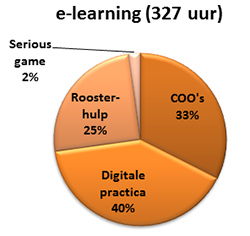 e-learning (327 uur)
Serious
game
2%
Rooster-
hulp
25%
COO's
33%
Digitale
practica
40%